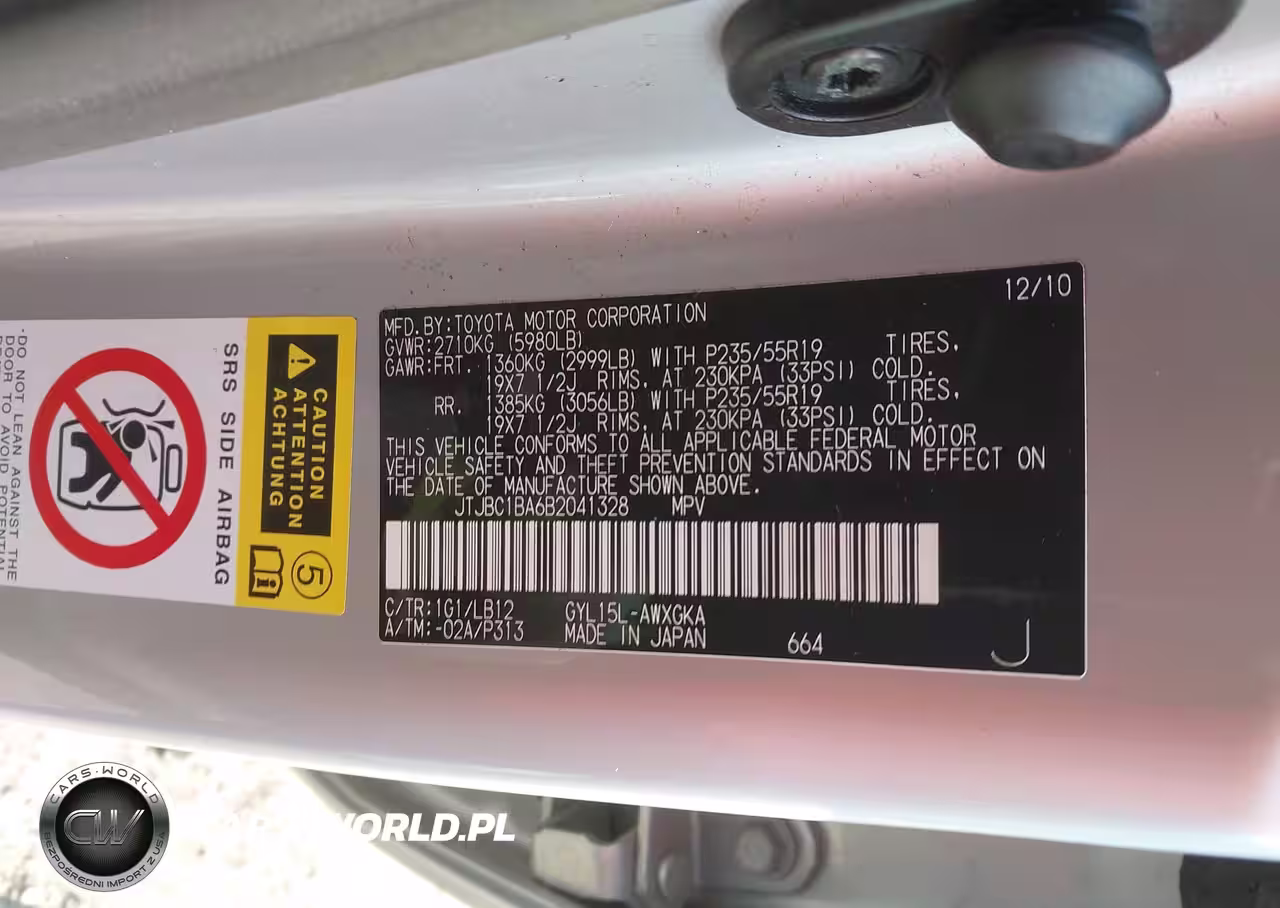 12/10
MFD.BY:TOYOTA MOTOR CORPORATION
GVWR:2710KG (5980LB)
GAWR:FRT. 1360KG (2999LB) WITH P235/55R19 TIRES,
19X7 1/2J RIMS, AT 230KPA (33PSI) COLD.
RR. 1385KG (3056LB) WITH P235/55R19 TIRES,
19X7 1/2J RIMS, AT 230KPA (33PSI) COLD.
THIS VEHICLE CONFORMS TO ALL APPLICABLE FEDERAL MOTOR
VEHICLE SAFETY AND THEFT PREVENTION STANDARDS IN EFFECT ON
THE DATE OF MANUFACTURE SHOWN ABOVE.
JTJBC1BA6B2041328 MPV
C/TR:1G1/LB12 GYL15L-AWXGKA
A/TM:-02A/P313 MADE IN JAPAN 664 J
CAUTION
ATTENTION
ACHTUNG
5
SRS SIDE AIRBAG
*DO NOT LEAN AGAINST THE
DOOR TO AVOID POTENTIAL
CARS-WORLD
CW
BEZPOŚREDNI IMPORT Z USA
WORLD.PL